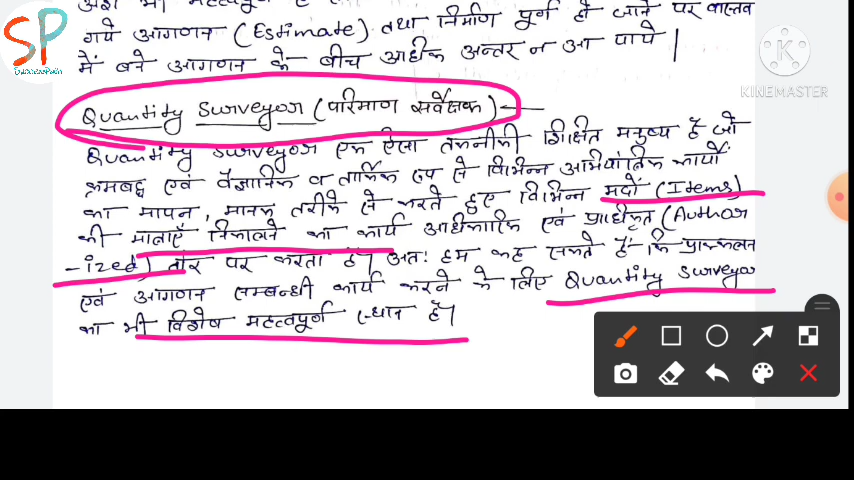 SP
KINEMASTER
गये आगणन (Estimate) तथा निर्माण पूर्ण हो जाने पर वास्तव
में बने आगणन के बीच अधिक अन्तर न आ पाये |
Quantity Surveyor (परिमाण सर्वेक्षक) —
Quantity Surveyor एक ऐसा तकनीकी शिक्षित मनुष्य है जो
क्रमबद्ध एवं वैज्ञानिक व तार्किक रूप से विभिन्न अभियांत्रिक कार्यों
का मापन, मानक तरीके से करते हुए विभिन्न मदों (Items)
की मात्राएँ निकालने का कार्य आधिकारिक एवं प्राधीकृत (Author
-ized) तौर पर करता है| अतः हम कह सकते हैं कि प्राक्कलन
एवं आगणन सम्बन्धी कार्य करने के लिए Quantity Surveyo
का भी विशेष महत्वपूर्ण स्थान है|